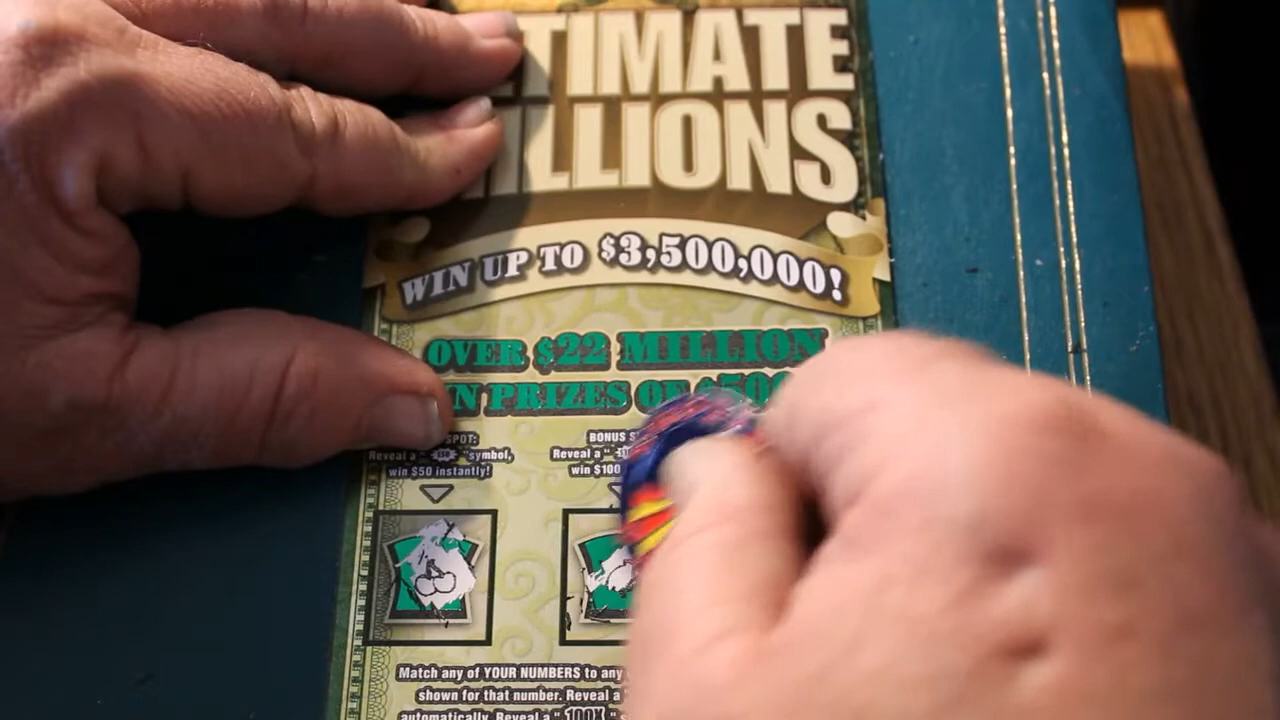 TIMATE
ILLIONS
WIN UP TO $3,500,000!
OVER $22 MILLION
N PRIZES OF $500
SPOT:
Reveal a " $50 "symbol,
win $50 instantly!
BONUS S
Reveal a "
win $100
Match any of YOUR NUMBERS to any
shown for that number. Reveal a
automatically. Reveal a " 100X " s